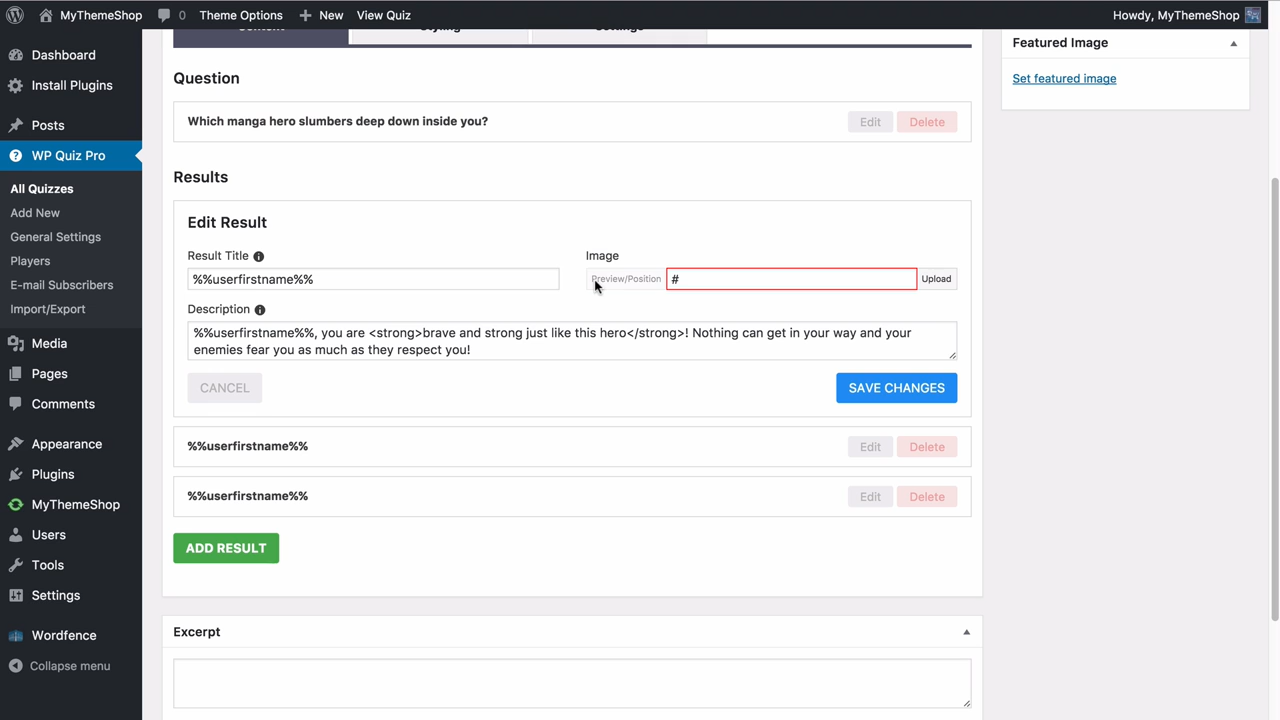 MyThemeShop 0 Theme Options New View Quiz Howdy, MyThemeShop
Dashboard
Install Plugins
Posts
WP Quiz Pro
All Quizzes
Add New
General Settings
Players
E-mail Subscribers
Import/Export
Media
Pages
Comments
Appearance
Plugins
MyThemeShop
Users
Tools
Settings
Wordfence
Collapse menu
Content Styling Settings
Question
Which manga hero slumbers deep down inside you? Edit Delete
Results
Edit Result
Result Title Image
%%userfirstname%% Preview/Position # Upload
Description
%%userfirstname%%, you are <strong>brave and strong just like this hero</strong>! Nothing can get in your way and your
enemies fear you as much as they respect you!
CANCEL SAVE CHANGES
%%userfirstname%% Edit Delete
%%userfirstname%% Edit Delete
ADD RESULT
Excerpt
Featured Image
Set featured image